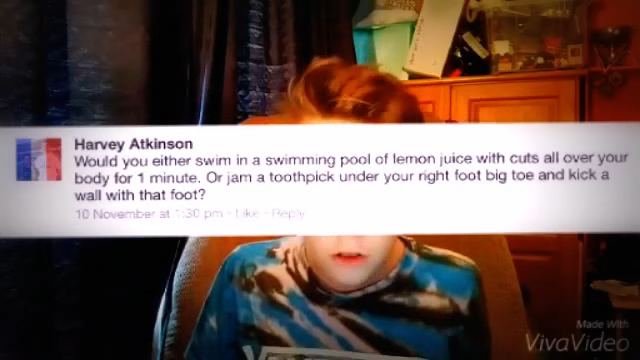 Harvey Atkinson
Would you either swim in a swimming pool of lemon juice with cuts all over your
body for 1 minute. Or jam a toothpick under your right foot big toe and kick a
wall with that foot?
10 November at 1:30 pm · Like · Reply
Made With
VivaVideo